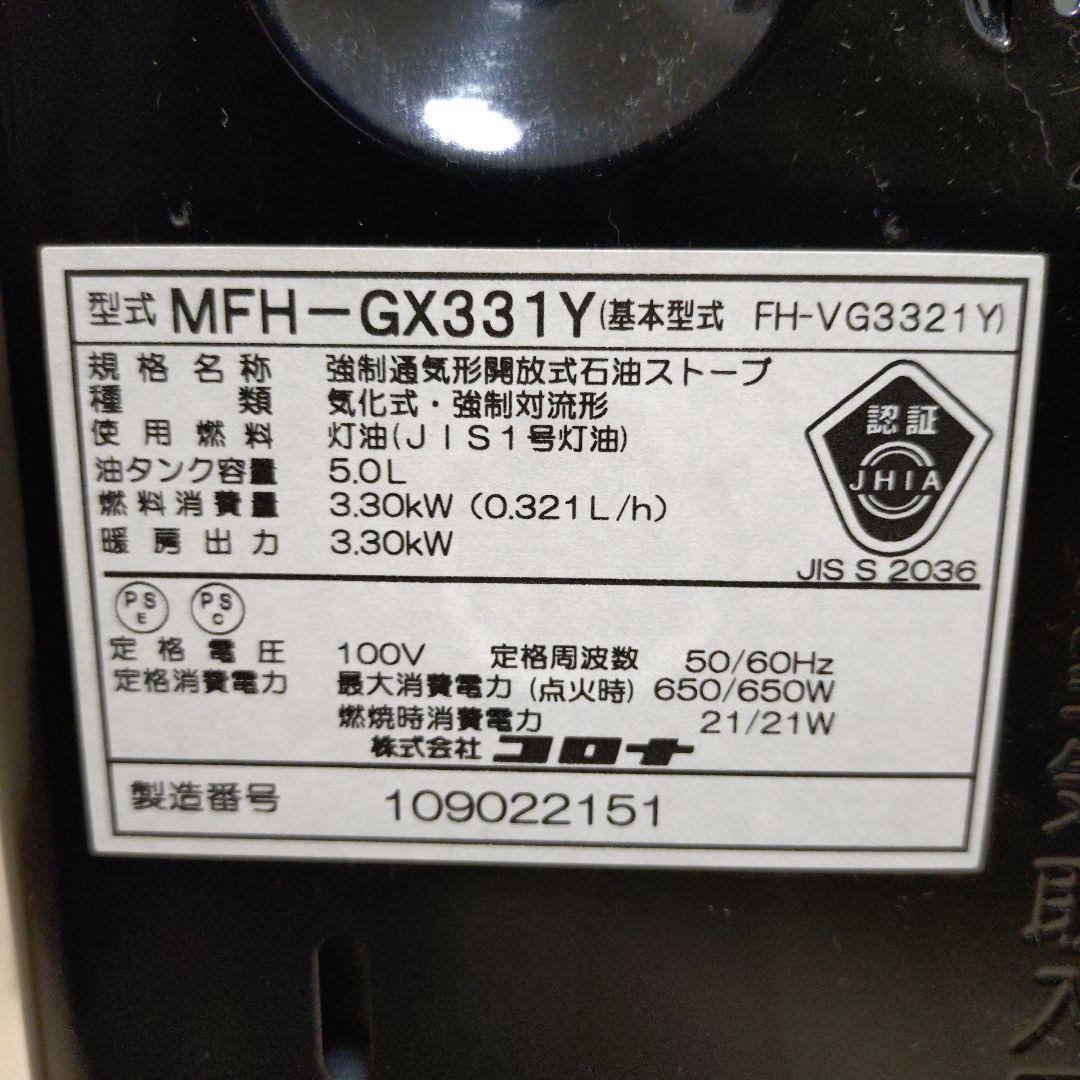 型式 MFH-GX331Y(基本型式 FH-VG3321Y)
規格名称 強制通気形開放式石油ストーブ
種類 気化式・強制対流形
使用燃料 灯油(JIS1号灯油)
油タンク容量 5.0L
燃料消費量 3.30kW (0.321L/h)
暖房出力 3.30kW
認証
JHIA
JIS S 2036
PS E PS C
定格電圧 100V 定格周波数 50/60Hz
定格消費電力 最大消費電力(点火時) 650/650W
燃焼時消費電力 21/21W
株式会社 コロナ
製造番号 109022151